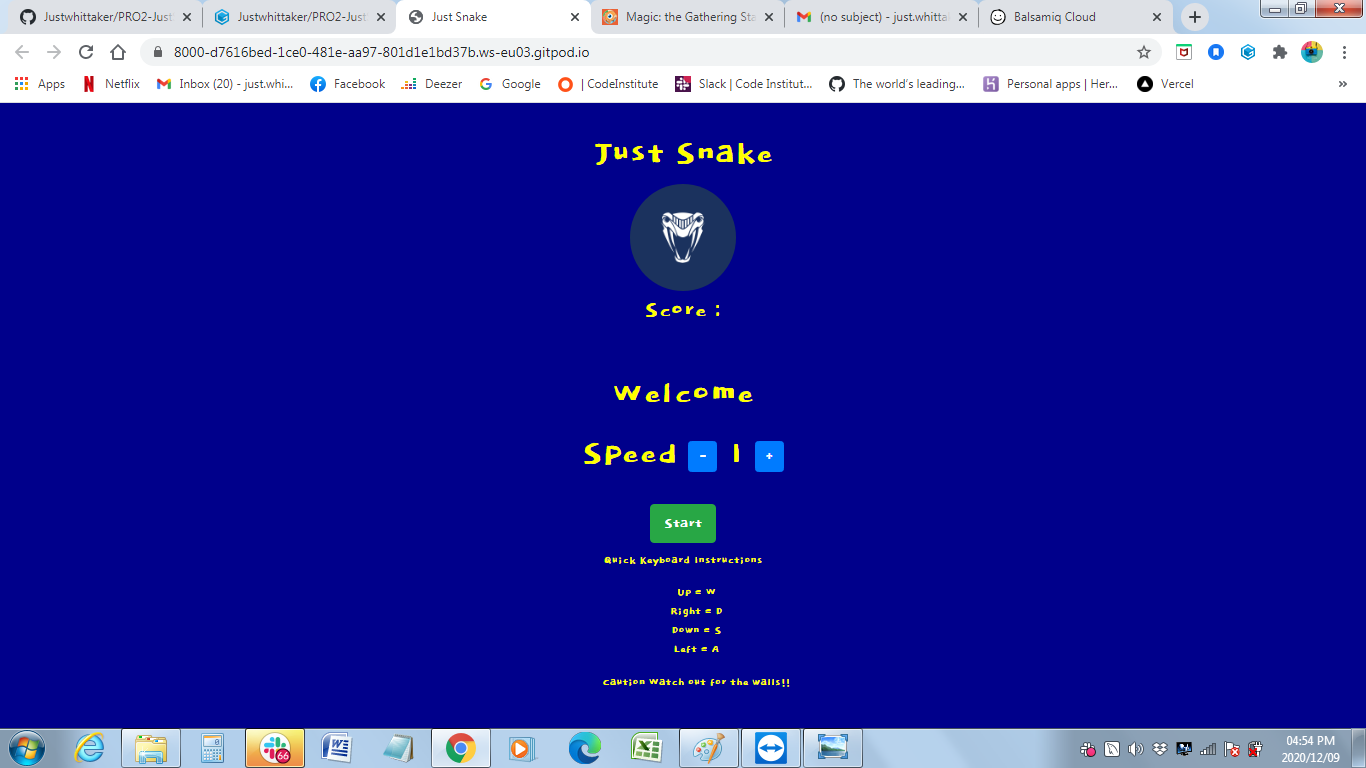 Justwhittaker/PRO2-Just
Justwhittaker/PRO2-Just
Just Snake
Magic: the Gathering Sta
(no subject) - just.whittak
Balsamiq Cloud
8000-d7616bed-1ce0-481e-aa97-801d1e1bd37b.ws-eu03.gitpod.io
Apps
Netflix
Inbox (20) - just.whi...
Facebook
Deezer
Google
| CodeInstitute
Slack | Code Institut...
The world's leading...
Personal apps | Her...
Vercel
»
Just Snake
Score :
Welcome
Speed - 1 +
Start
Quick Keyboard Instructions
Up = W
Right = D
Down = S
Left = A
Caution Watch out for the walls!!
66
04:54 PM
2020/12/09